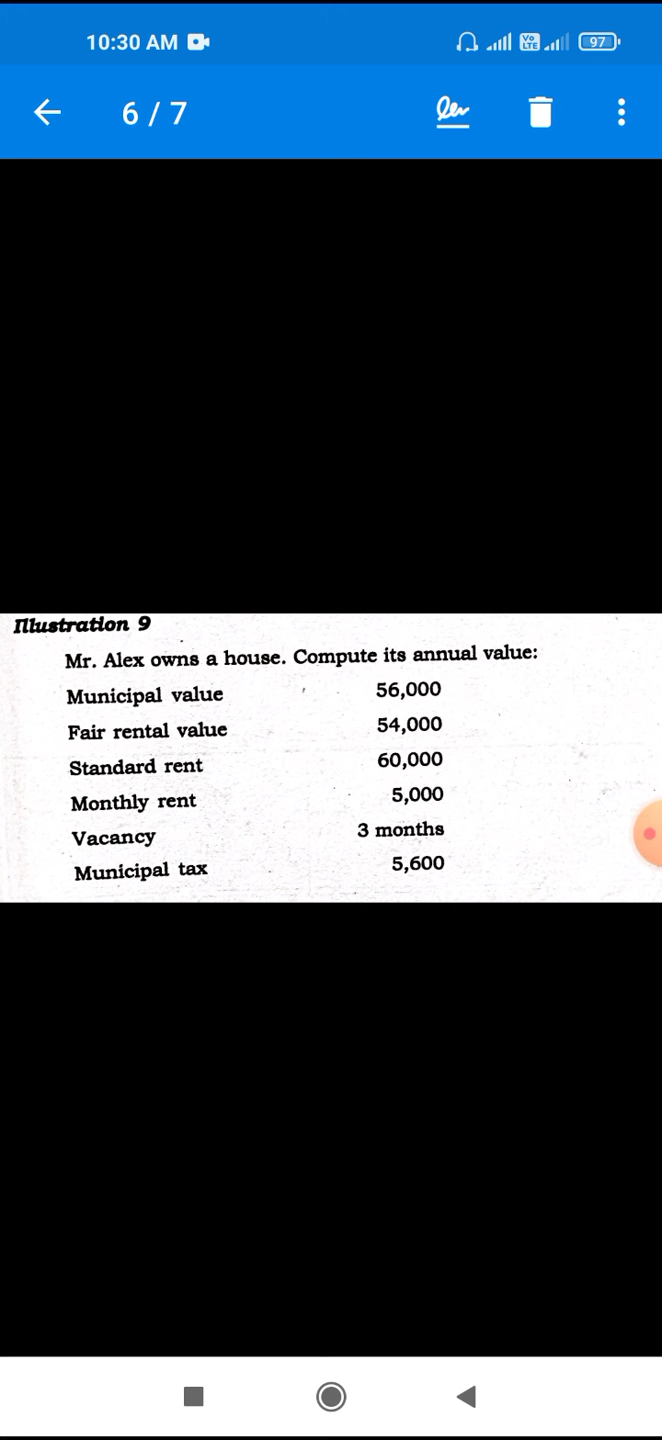 10:30 AM Vo LTE 97
6 / 7
Illustration 9
Mr. Alex owns a house. Compute its annual value:
Municipal value 56,000
Fair rental value 54,000
Standard rent 60,000
Monthly rent 5,000
Vacancy 3 months
Municipal tax 5,600